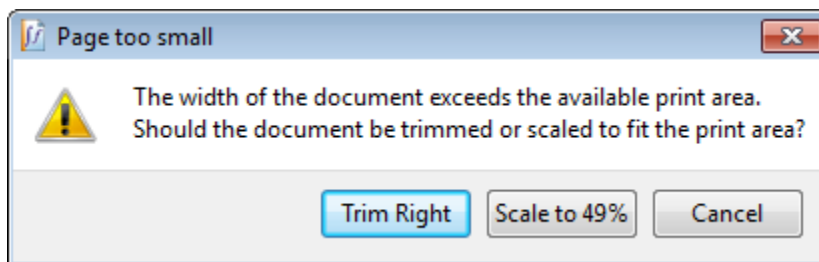 Page too small
The width of the document exceeds the available print area.
Should the document be trimmed or scaled to fit the print area?
Trim Right
Scale to 49%
Cancel